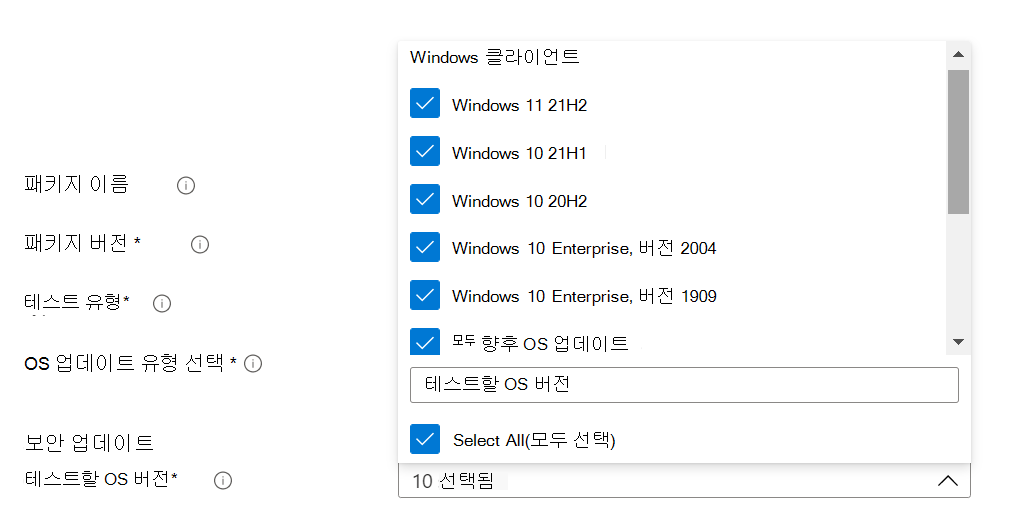 Windows 클라이언트
Windows 11 21H2
Windows 10 21H1
Windows 10 20H2
Windows 10 Enterprise, 버전 2004
Windows 10 Enterprise, 버전 1909
모두 향후 OS 업데이트
테스트할 OS 버전
Select All(모두 선택)
10 선택됨
패키지 이름
패키지 버전 *
테스트 유형*
OS 업데이트 유형 선택 *
보안 업데이트
테스트할 OS 버전*